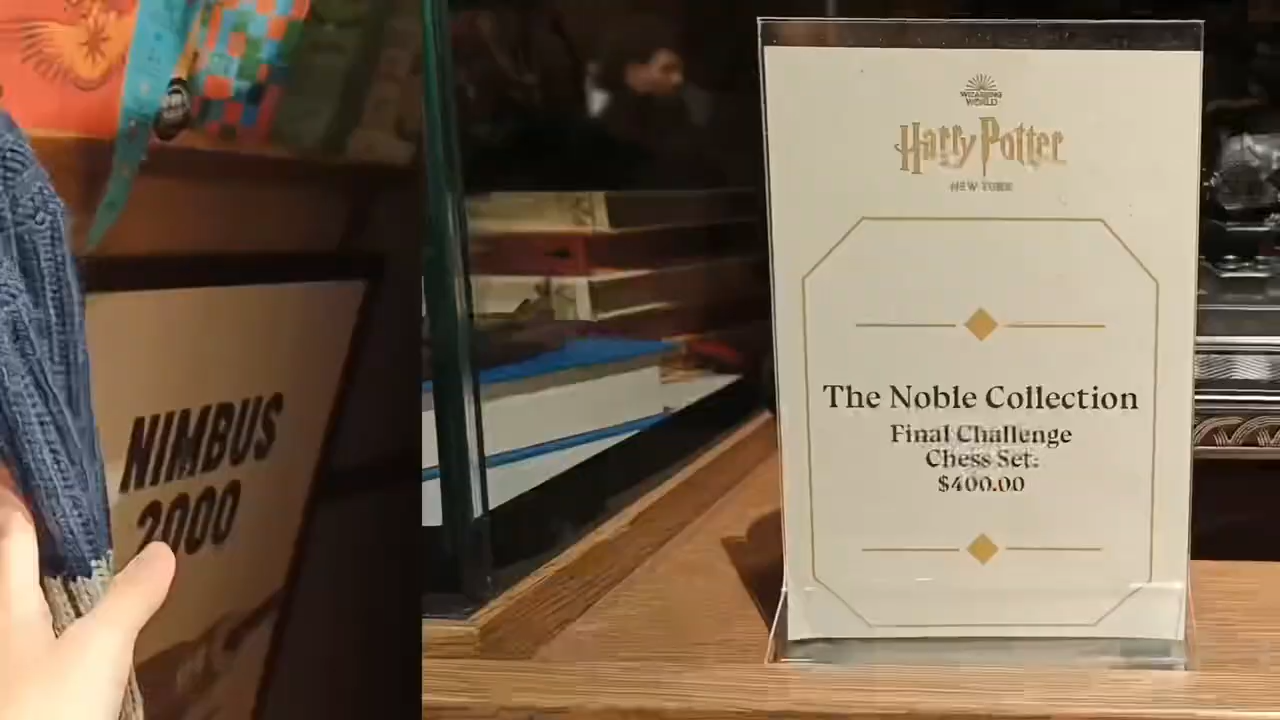 NIMBUS
2000
WIZARDING
WORLD
Harry Potter
NEW YORK
The Noble Collection
Final Challenge
Chess Set:
$400.00